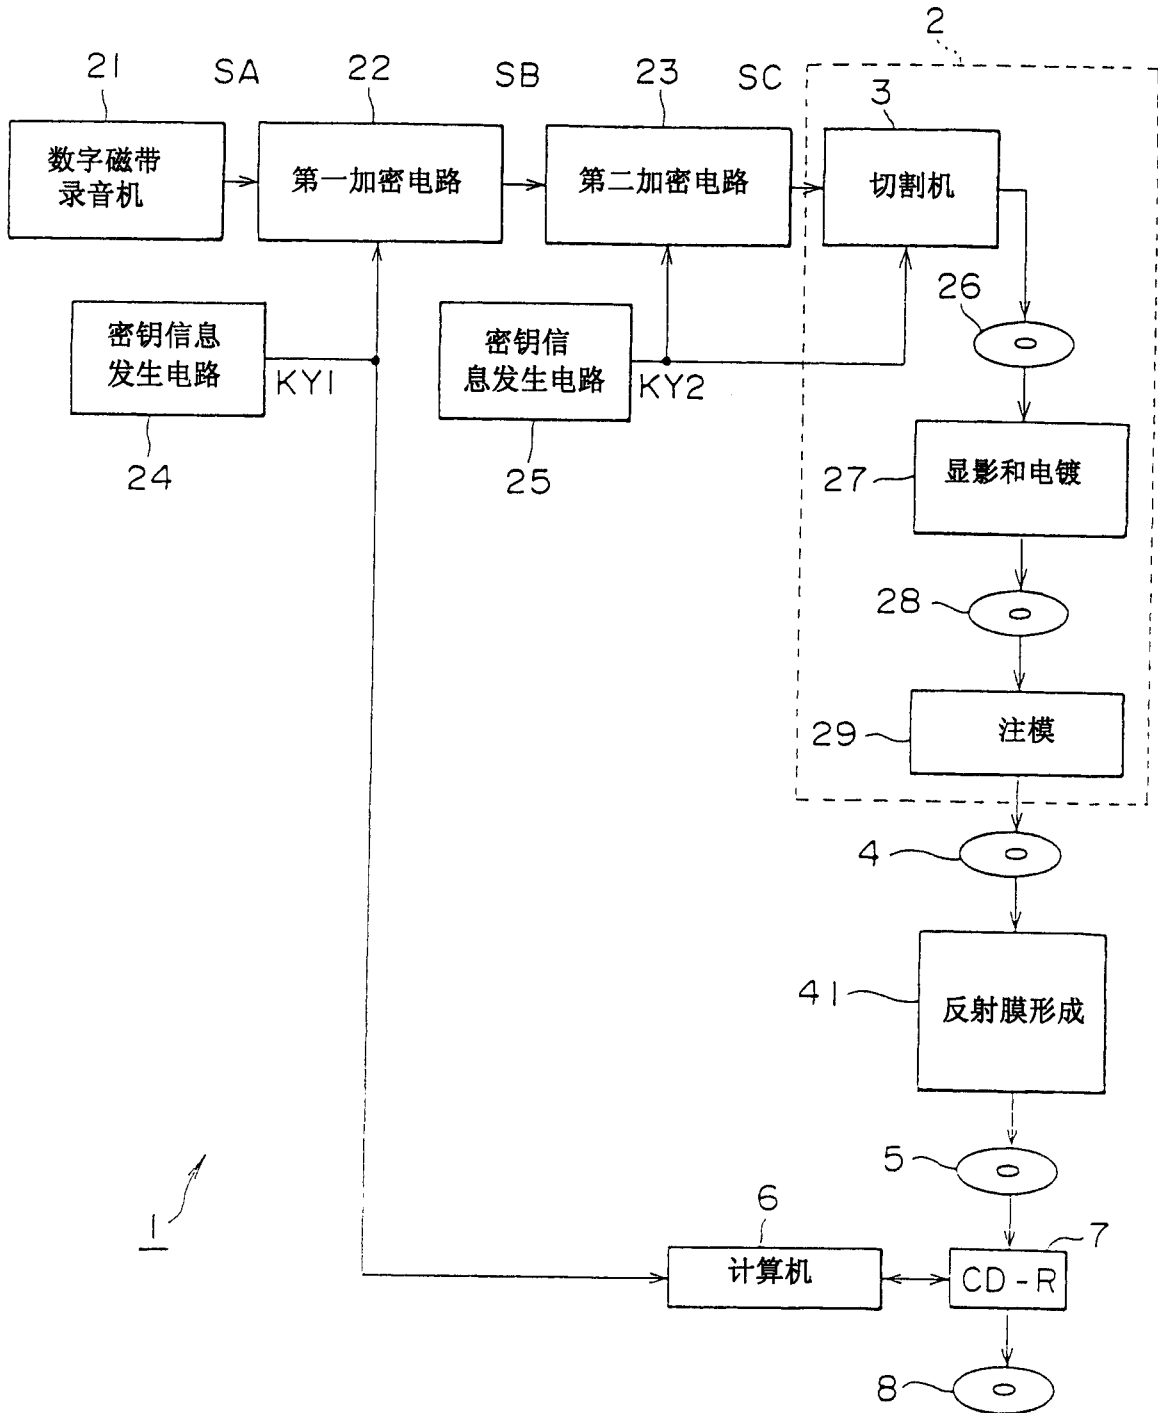 2
21
SA
22
SB
23
SC
3
数字磁带
录音机
第一加密电路
第二加密电路
切割机
26
密钥信息
发生电路
KY1
密钥信
息发生电路
KY2
24
25
27
显影和电镀
28
29
注模
4
41
反射膜形成
5
1
6
7
计算机
CD-R
8